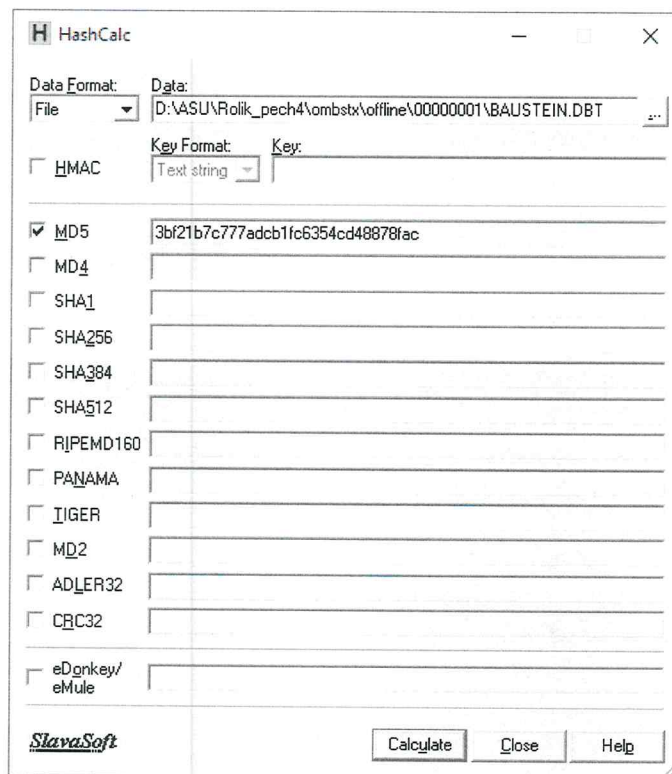 HashCalc
Data Format: Data:
File D:\ASU\Rolik_pech4\ombstx\offline\00000001\BAUSTEIN.DBT ...
Key Format: Key:
HMAC Text string
MD5 3bf21b7c777adcb1fc6354cd48878fac
MD4
SHA1
SHA256
SHA384
SHA512
RIPEMD160
PANAMA
TIGER
MD2
ADLER32
CRC32
eDonkey/
eMule
SlavaSoft Calculate Close Help